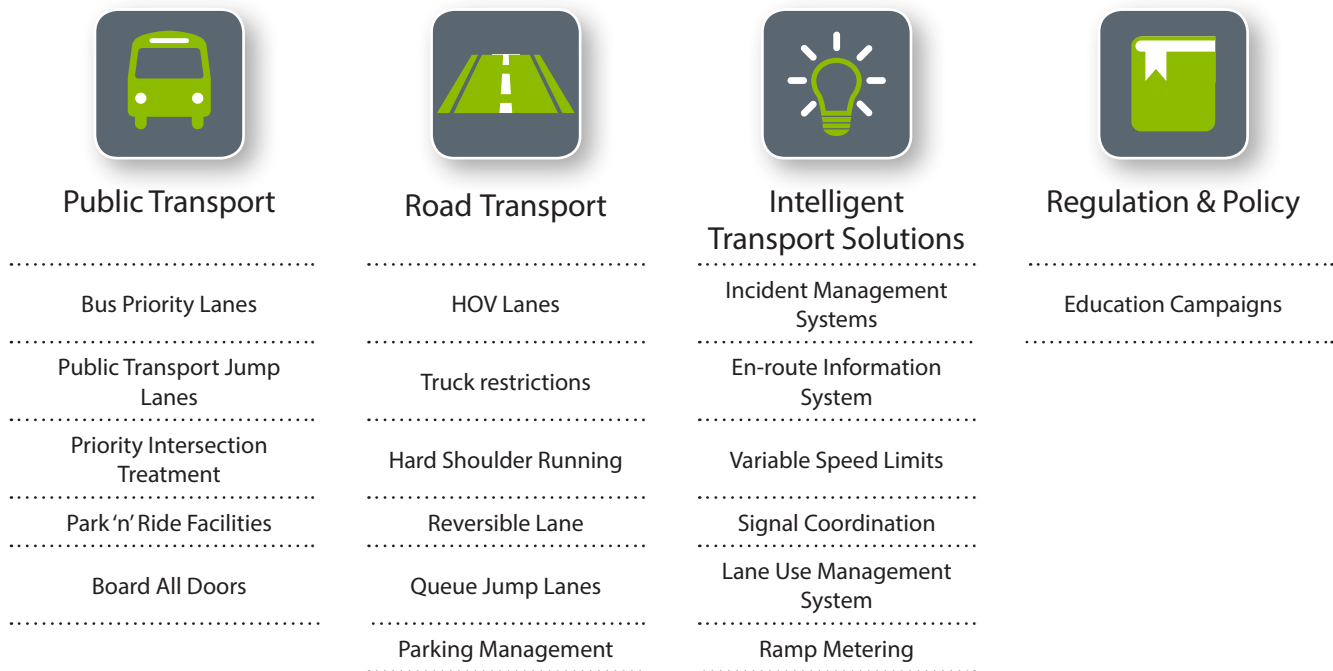 Public Transport
Bus Priority Lanes
Public Transport Jump
Lanes
Priority Intersection
Treatment
Park ‘n’ Ride Facilities
Board All Doors
Road Transport
HOV Lanes
Truck restrictions
Hard Shoulder Running
Reversible Lane
Queue Jump Lanes
Parking Management
Intelligent
Transport Solutions
Incident Management
Systems
En-route Information
System
Variable Speed Limits
Signal Coordination
Lane Use Management
System
Ramp Metering
Regulation & Policy
Education Campaigns